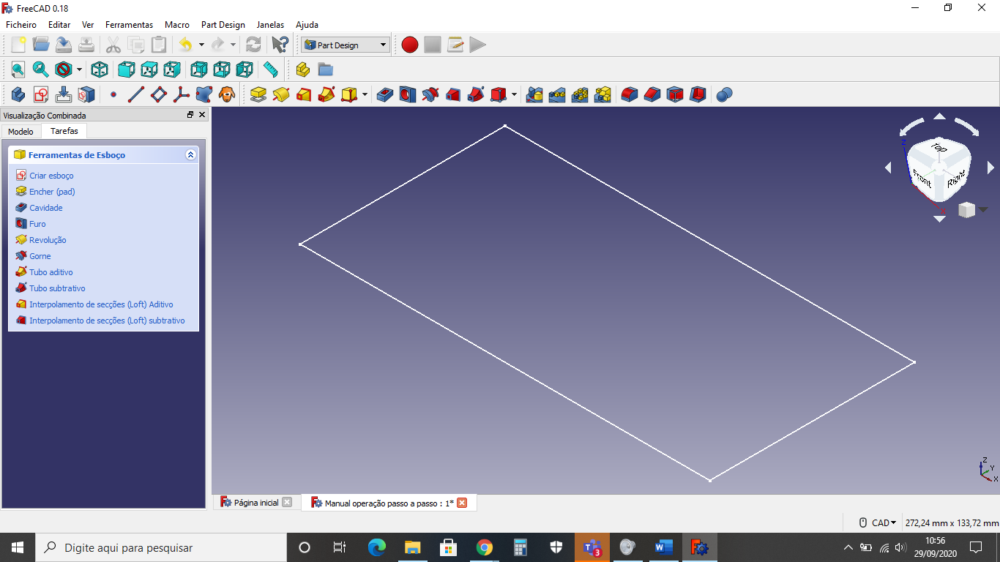 FreeCAD 0.18
Ficheiro Editar Ver Ferramentas Macro Part Design Janelas Ajuda
Part Design
Visualização Combinada
Modelo Tarefas
Ferramentas de Esboço
Criar esboço
Encher (pad)
Cavidade
Furo
Revolução
Gorne
Tubo aditivo
Tubo subtrativo
Interpolamento de secções (Loft) Aditivo
Interpolamento de secções (Loft) subtrativo
Z
Top
Front
Right
X
Z
Y
X
Página inicial
Manual operação passo a passo : 1*
CAD 272,24 mm x 133,72 mm
Digite aqui para pesquisar
3
10:56
29/09/2020